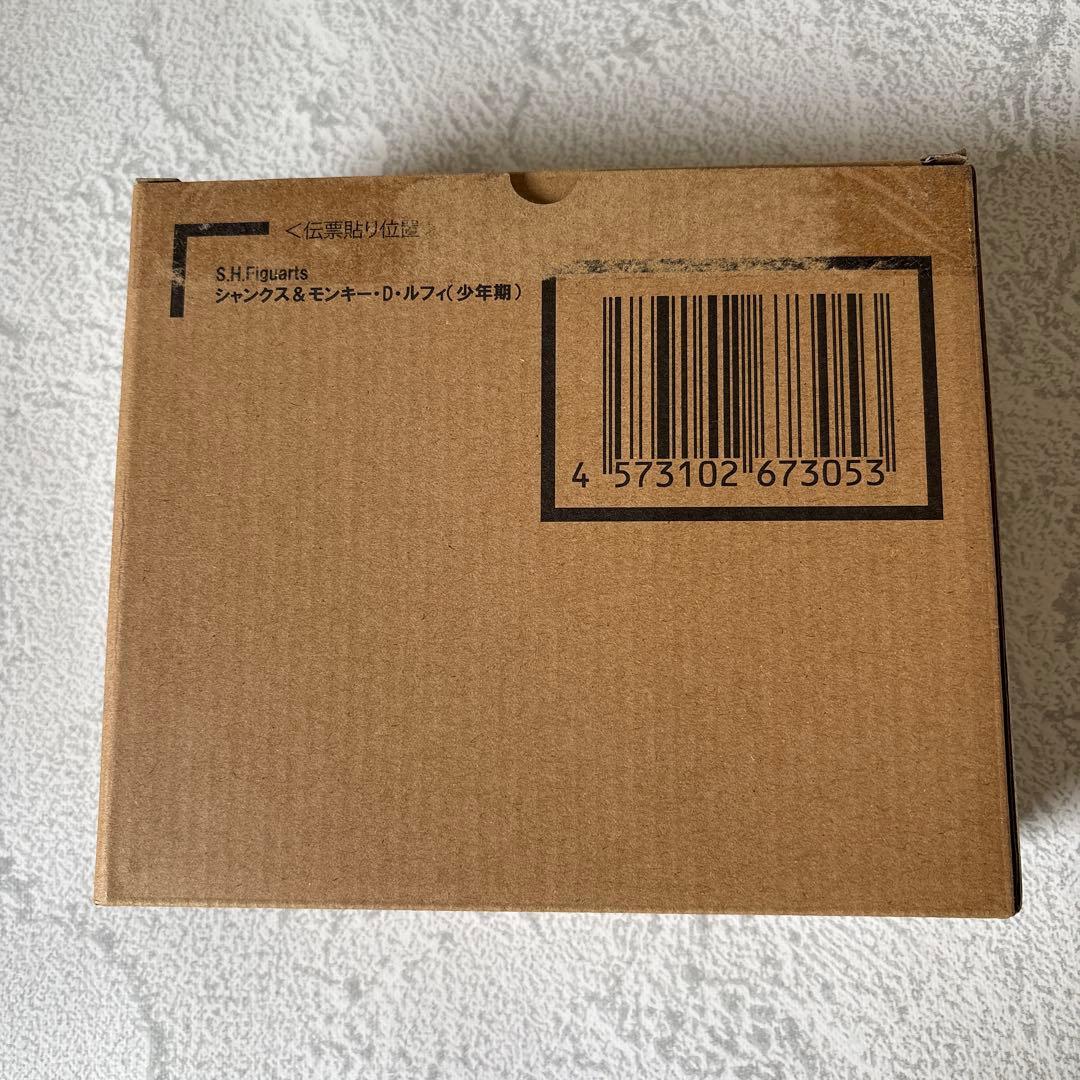 ＜伝票貼り位置
S.H.Figuarts
シャンクス＆モンキー・D・ルフィ（少年期）
4 573102 673053